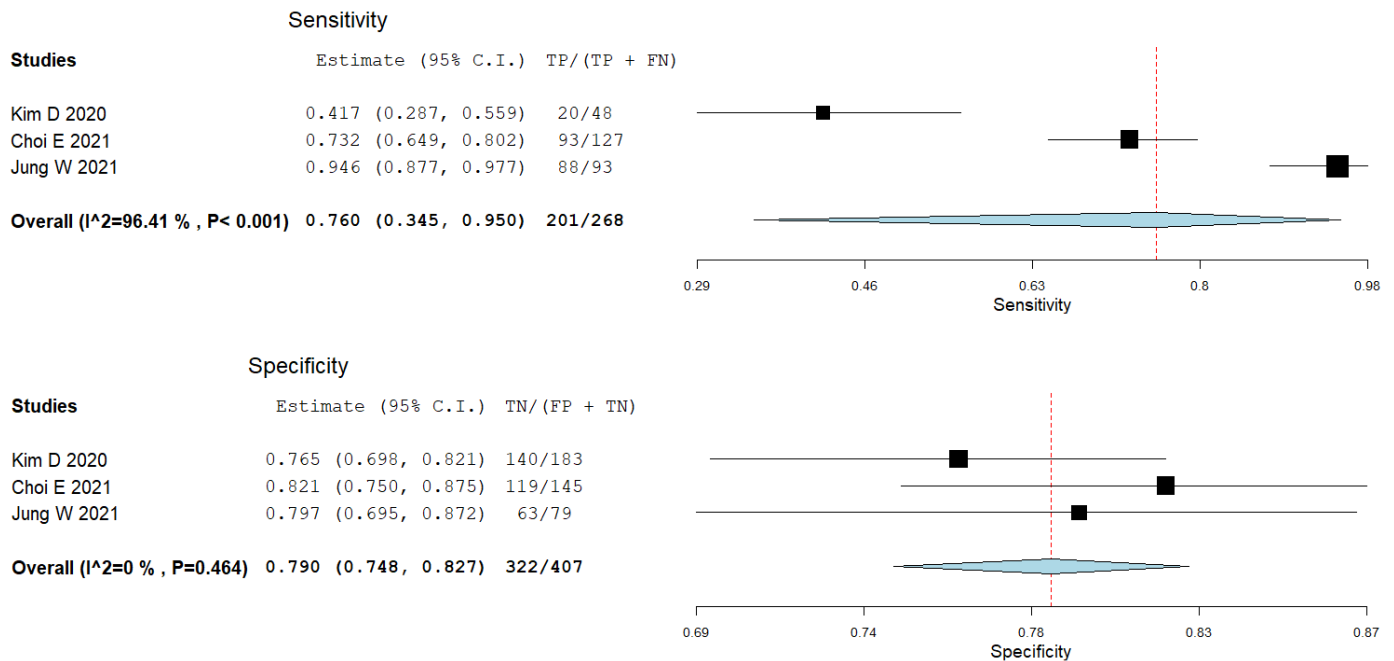 Sensitivity
Studies Estimate (95% C.I.) TP/(TP + FN)
Kim D 2020 0.417 (0.287, 0.559) 20/48
Choi E 2021 0.732 (0.649, 0.802) 93/127
Jung W 2021 0.946 (0.877, 0.977) 88/93
Overall (I^2=96.41 % , P< 0.001) 0.760 (0.345, 0.950) 201/268
0.29 0.46 0.63 0.8 0.98
Sensitivity
Specificity
Studies Estimate (95% C.I.) TN/(FP + TN)
Kim D 2020 0.765 (0.698, 0.821) 140/183
Choi E 2021 0.821 (0.750, 0.875) 119/145
Jung W 2021 0.797 (0.695, 0.872) 63/79
Overall (I^2=0 % , P=0.464) 0.790 (0.748, 0.827) 322/407
0.69 0.74 0.78 0.83 0.87
Specificity